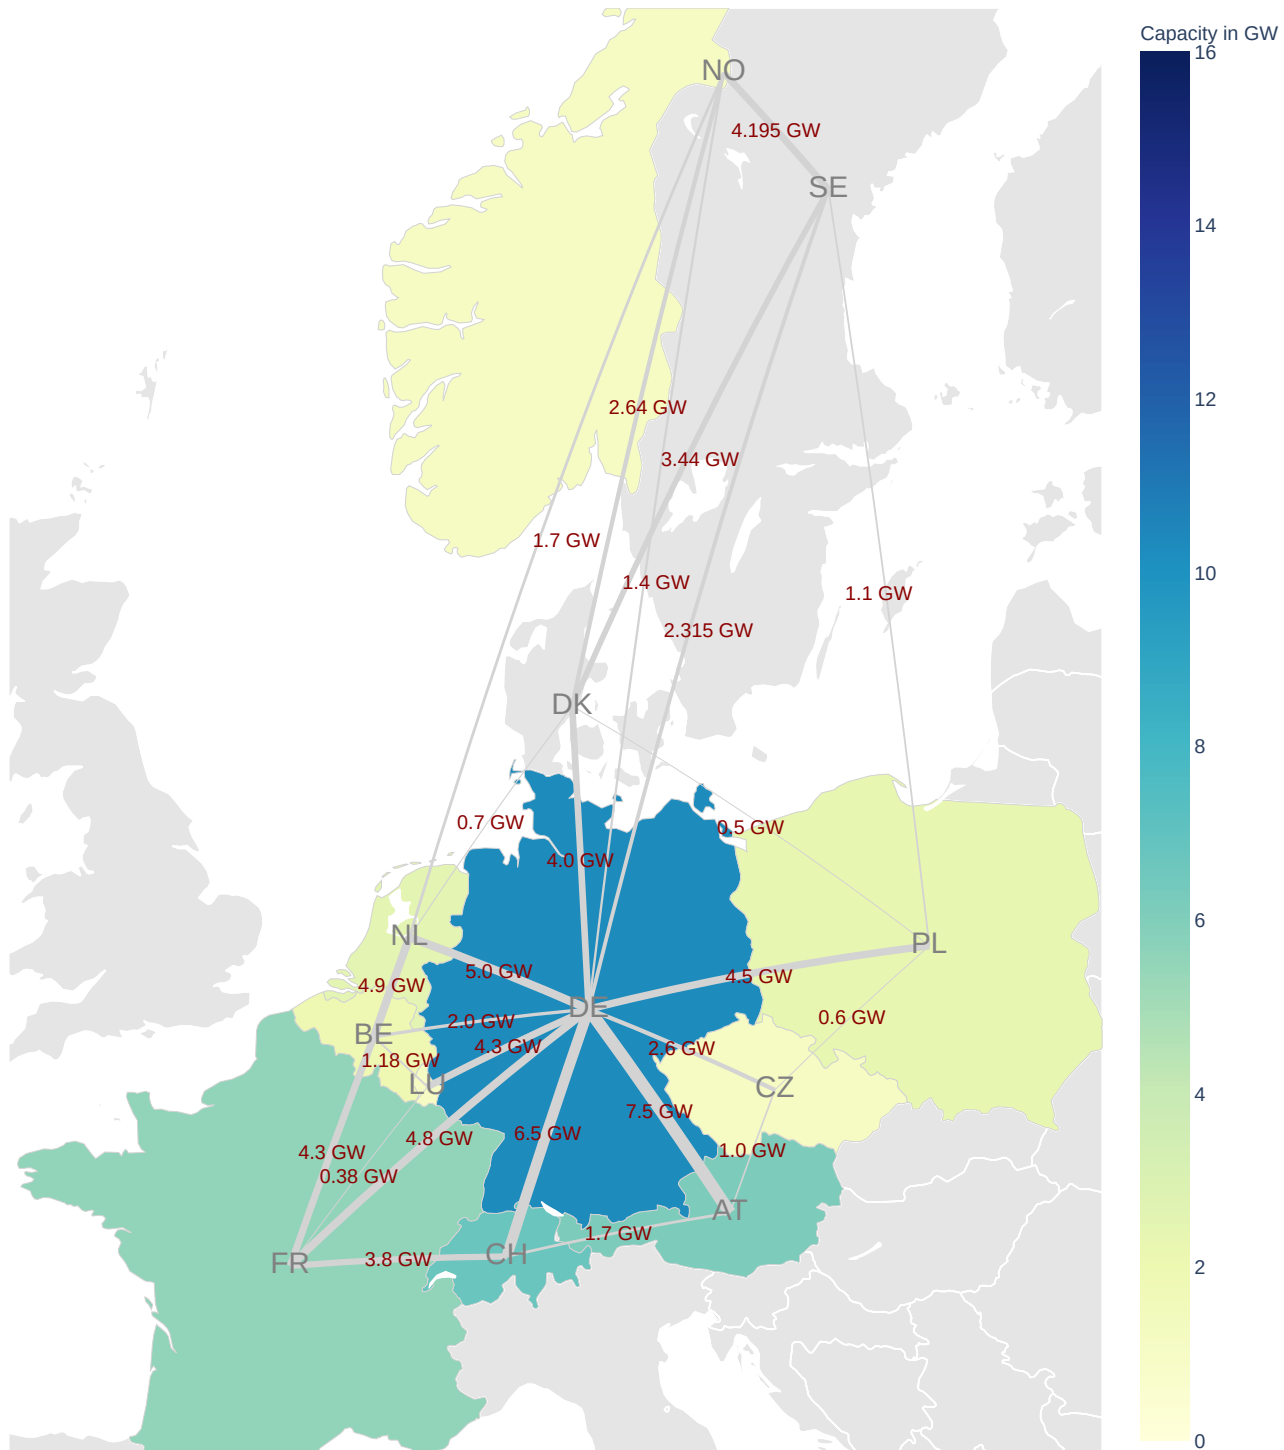 Capacity in GW
16
14
12
10
8
6
4
2
0
NO
4.195 GW
SE
2.64 GW
3.44 GW
1.7 GW
1.4 GW
1.1 GW
2.315 GW
DK
0.7 GW
0.5 GW
4.0 GW
NL
PL
5.0 GW
4.5 GW
4.9 GW
DE
2.0 GW
0.6 GW
BE
4.3 GW
2.6 GW
1.18 GW
LU
CZ
7.5 GW
6.5 GW
4.8 GW
4.3 GW
1.0 GW
0.38 GW
AT
1.7 GW
CH
3.8 GW
FR